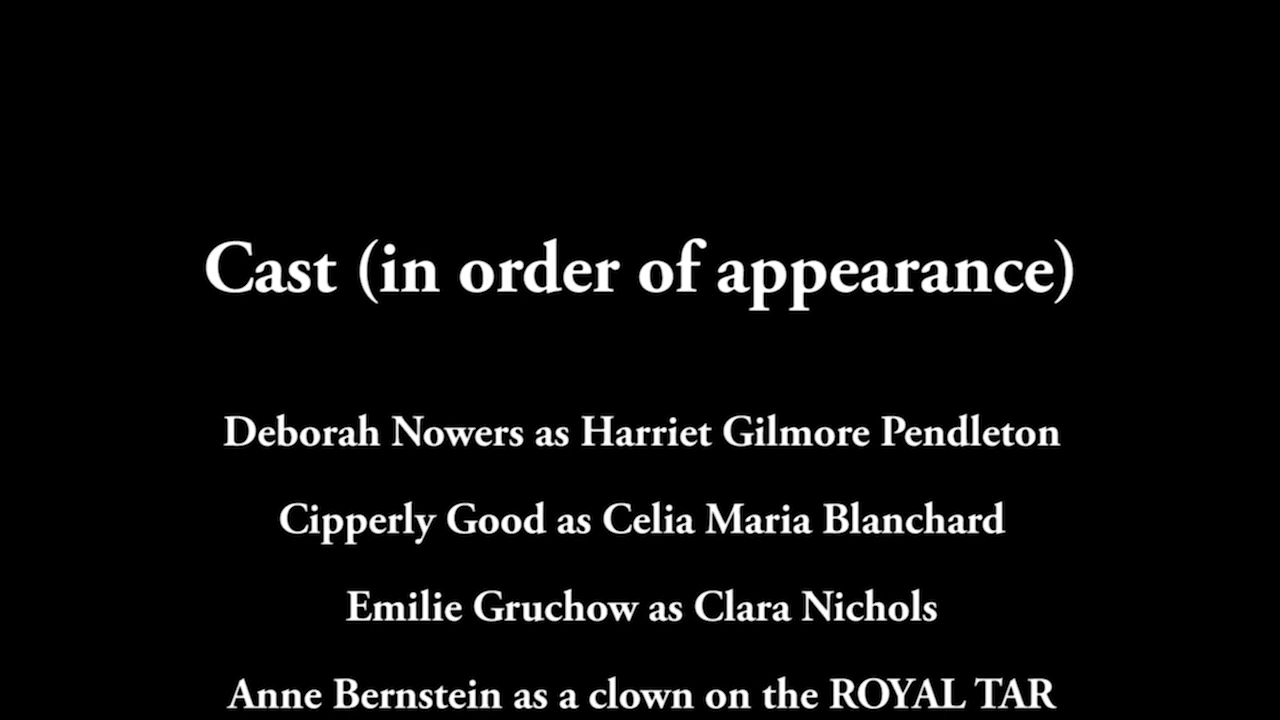 Cast (in order of appearance)
Deborah Nowers as Harriet Gilmore Pendleton
Cipperly Good as Celia Maria Blanchard
Emilie Gruchow as Clara Nichols
Anne Bernstein as a clown on the ROYAL TAR